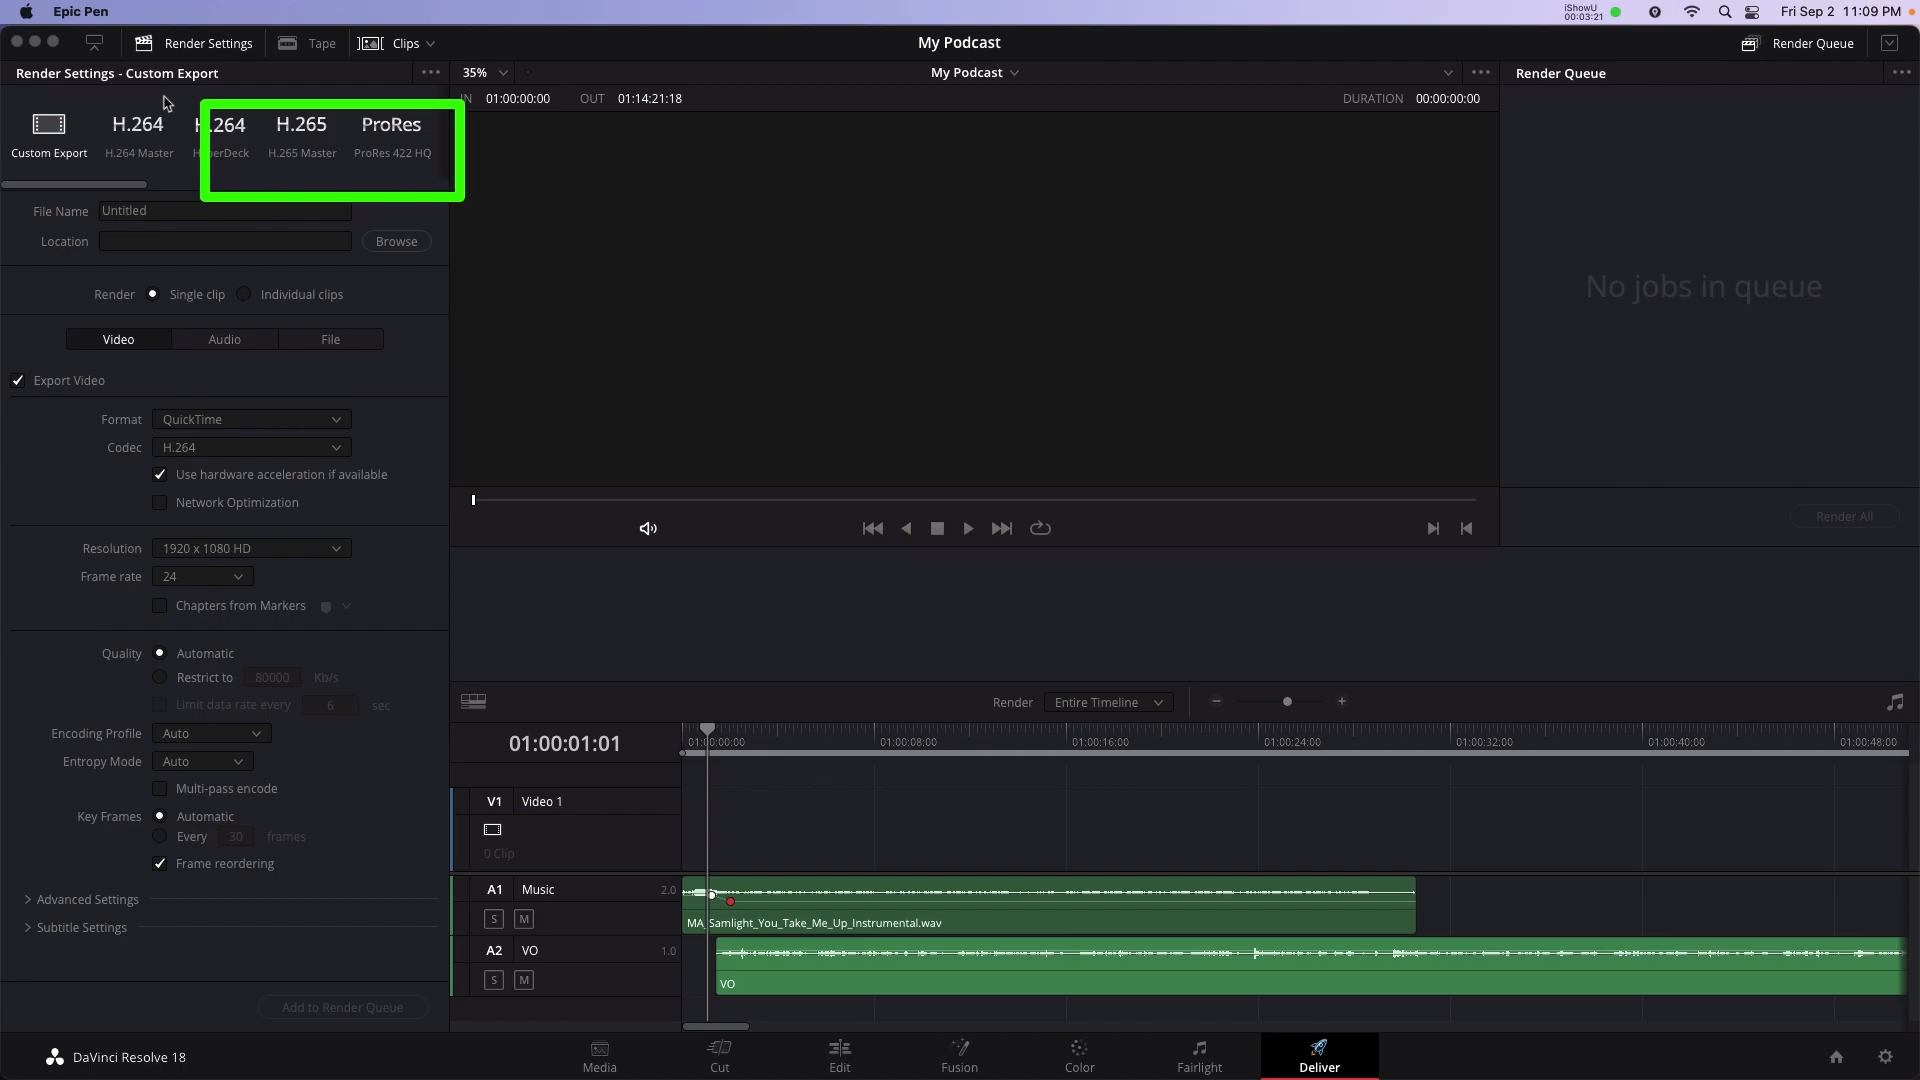 Epic Pen
iShowU
00:03:21
Fri Sep 2 11:09 PM
Render Settings
Tape
Clips
My Podcast
Render Queue
Render Settings - Custom Export
35%
My Podcast
Render Queue
IN 01:00:00:00 OUT 01:14:21:18
DURATION 00:00:00:00
H.264 H.264 H.265 ProRes
Custom Export H.264 Master HyperDeck H.265 Master ProRes 422 HQ
File Name Untitled
Location Browse
Render Single clip Individual clips
No jobs in queue
Video Audio File
Export Video
Format QuickTime
Codec H.264
Use hardware acceleration if available
Network Optimization
Render All
Resolution 1920 x 1080 HD
Frame rate 24
Chapters from Markers
Quality Automatic
Restrict to 80000 Kb/s
Limit data rate every 6 sec
Encoding Profile Auto
Entropy Mode Auto
Multi-pass encode
Key Frames Automatic
Every 30 frames
Frame reordering
Advanced Settings
Subtitle Settings
Add to Render Queue
Render Entire Timeline
01:00:01:01
01:00:00:00 01:00:08:00 01:00:16:00 01:00:24:00 01:00:32:00 01:00:40:00 01:00:48:00
V1 Video 1
0 Clip
A1 Music 2.0
S M
MA_Samlight_You_Take_Me_Up_Instrumental.wav
A2 VO 1.0
S M
VO
DaVinci Resolve 18
Media Cut Edit Fusion Color Fairlight Deliver